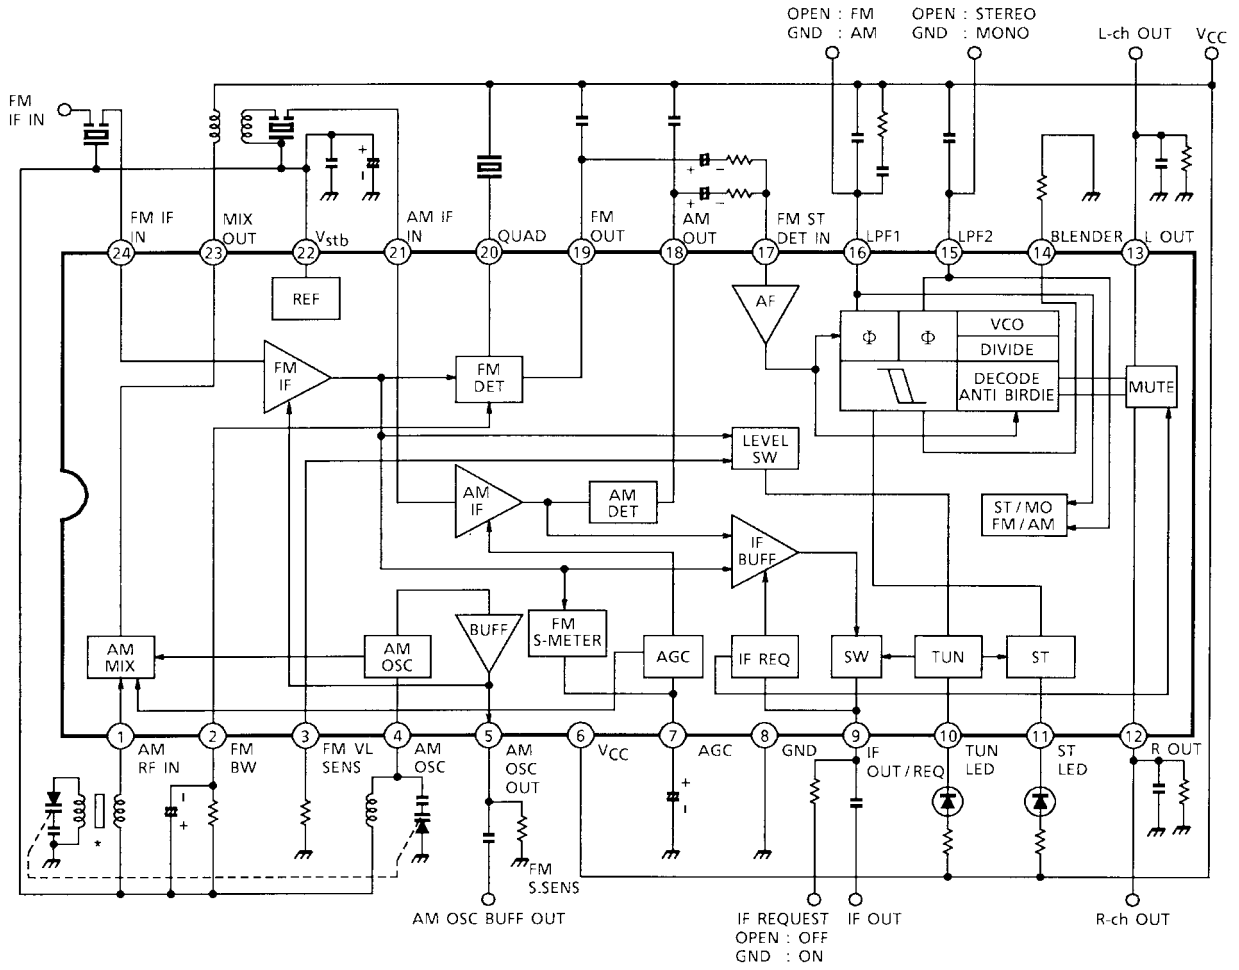 OPEN : FM
GND : AM
OPEN : STEREO
GND : MONO
L-ch OUT
VCC
FM
IF IN
+
-
+ -
+ -
FM IF
IN
MIX
OUT
Vstb
AM IF
IN
QUAD
FM
OUT
AM
OUT
FM ST
DET IN
LPF1
LPF2
BLENDER
L OUT
24
23
22
21
20
19
18
17
16
15
14
13
REF
AF
Φ
Φ
VCO
DIVIDE
DECODE
ANTI BIRDIE
MUTE
FM
IF
FM
DET
LEVEL
SW
AM
IF
AM
DET
IF
BUFF
ST/MO
FM/AM
AM
MIX
AM
OSC
BUFF
FM
S-METER
AGC
IF REQ
SW
TUN
ST
1
2
3
4
5
6
7
8
9
10
11
12
AM
RF IN
FM
BW
FM VL
SENS
AM
OSC
AM
OSC
OUT
VCC
AGC
GND
IF
OUT/REQ
TUN
LED
ST
LED
R OUT
*
-
+
+
-
FM
S.SENS
AM OSC BUFF OUT
IF REQUEST
OPEN : OFF
GND : ON
IF OUT
R-ch OUT